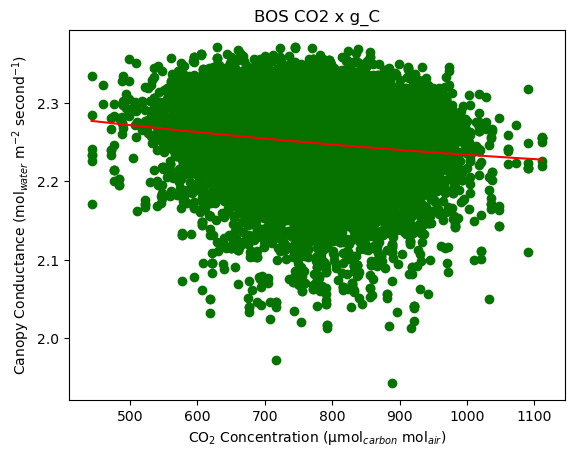 BOS CO2 x g_C
Canopy Conductance (mol_water m⁻² second⁻¹)
2.3
2.2
2.1
2.0
500 600 700 800 900 1000 1100
CO₂ Concentration (μmol_carbon mol_air)